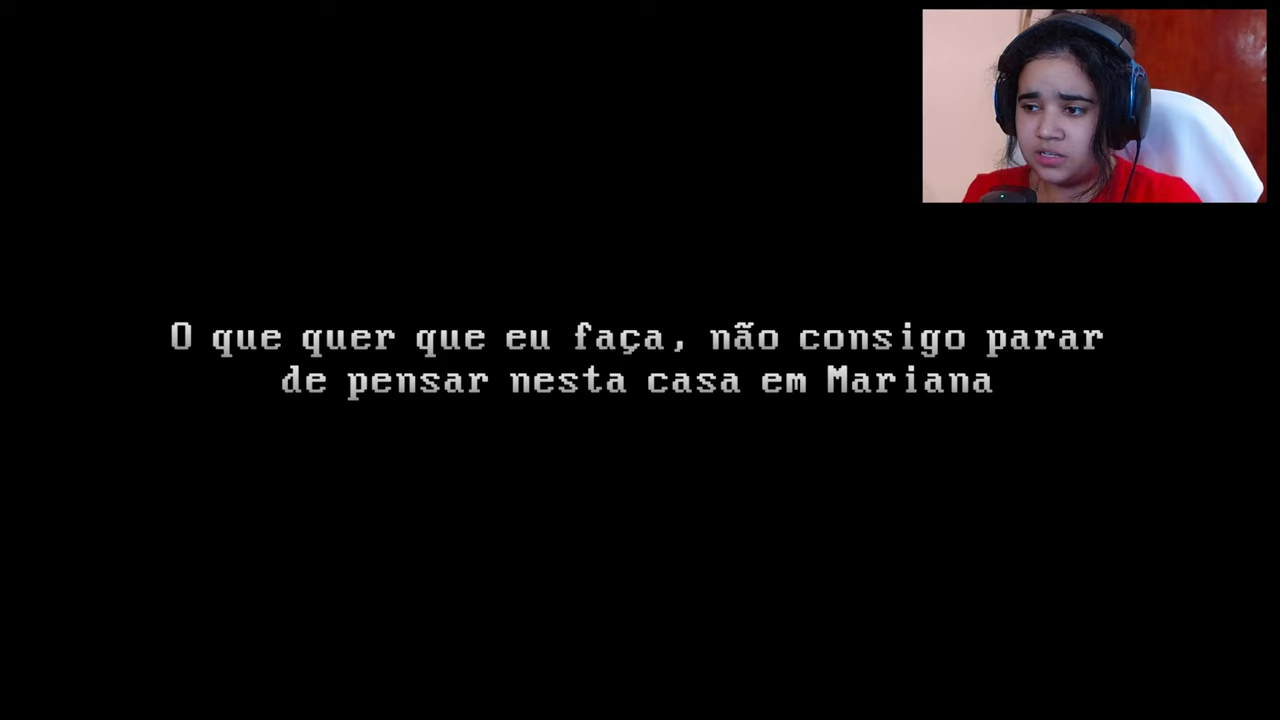 O que quer que eu faça, não consigo parar
de pensar nesta casa em Mariana